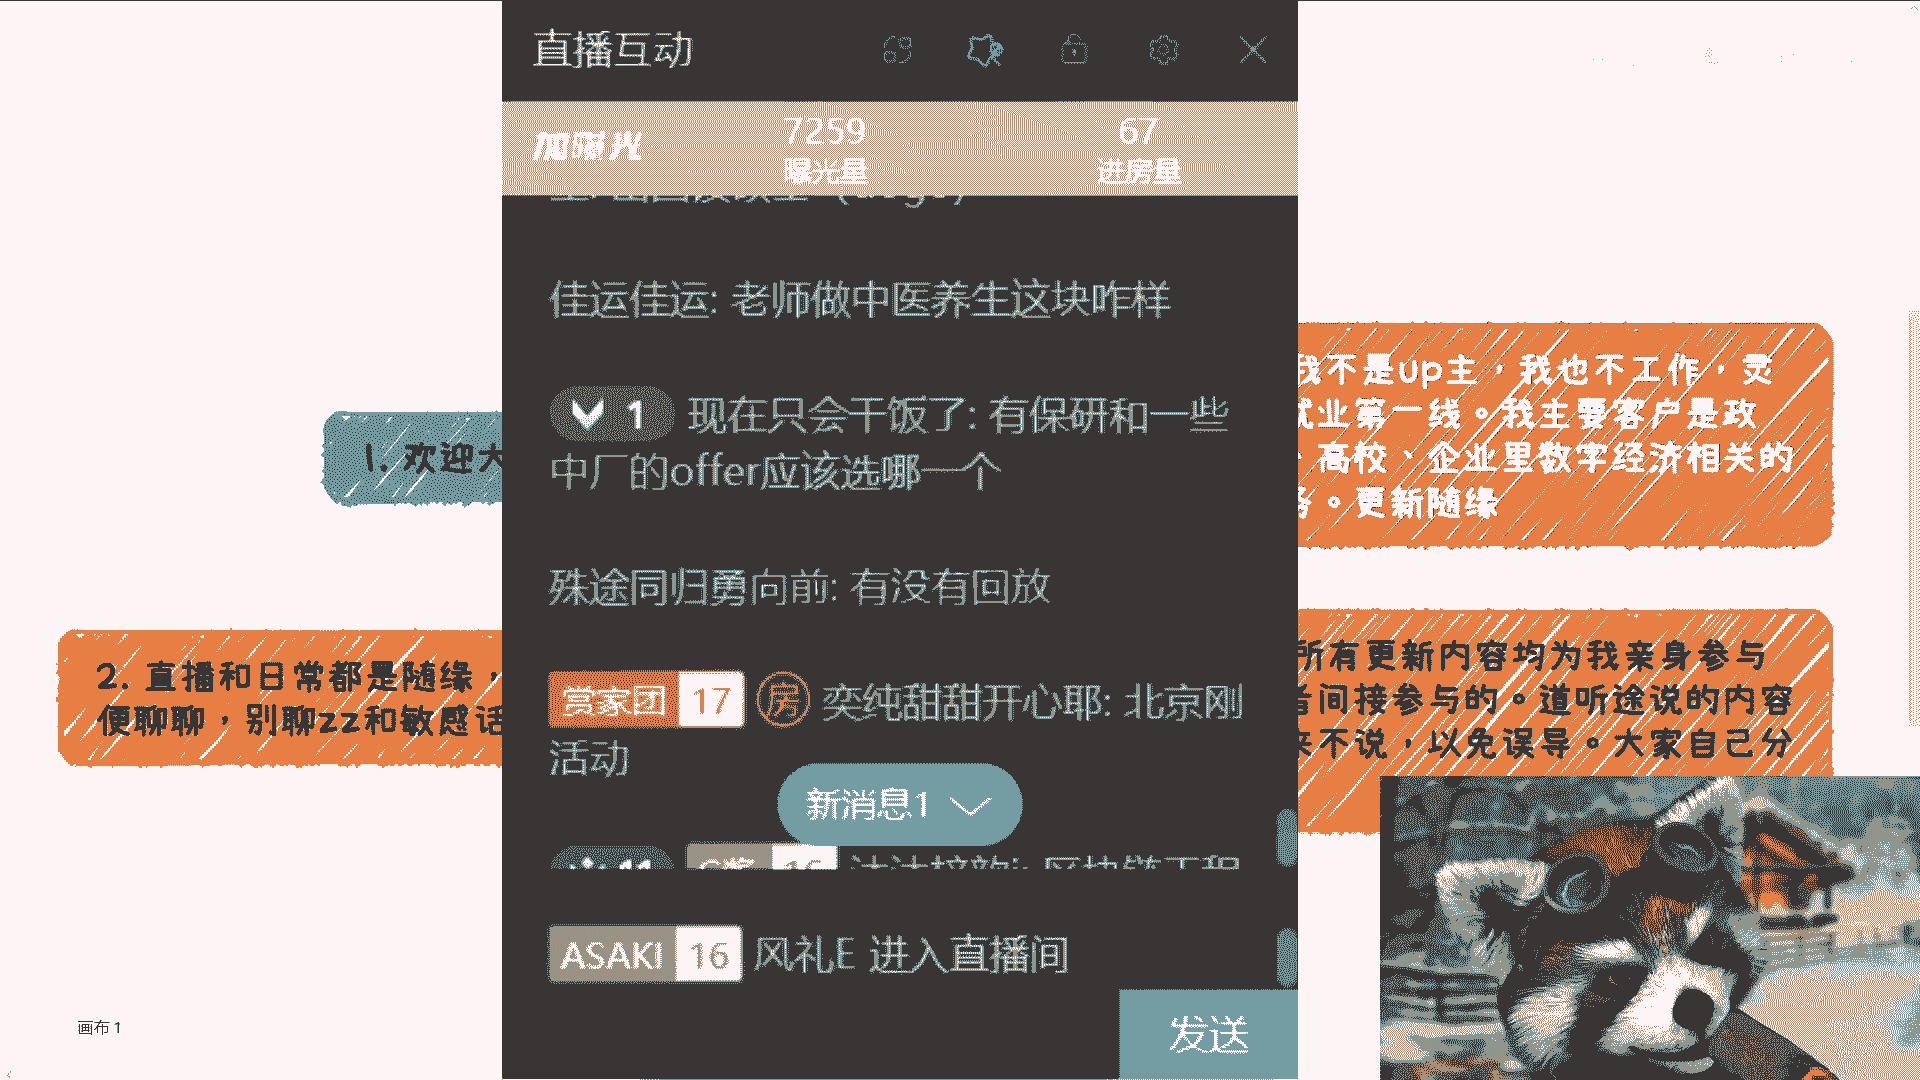 直播互动
加曝光
7259
曝光量
67
进房量
佳运佳运: 老师做中医养生这块咋样
1 现在只会干饭了: 有保研和一些
中厂的offer应该选哪一个
殊途同归勇向前: 有没有回放
赏家团 17 房 奕纯甜甜开心耶: 北京刚
活动
新消息1
ASAKI 16 风礼E 进入直播间
发送
1. 欢迎大
2. 直播和日常都是随缘，
便聊聊，别聊zz和敏感话
我不是up主，我也不工作，灵
就业第一线。我主要客户是政
、高校、企业里数字经济相关的
务。更新随缘
所有更新内容均为我亲身参与
者间接参与的。道听途说的内容
来不说，以免误导。大家自己分
画布 1